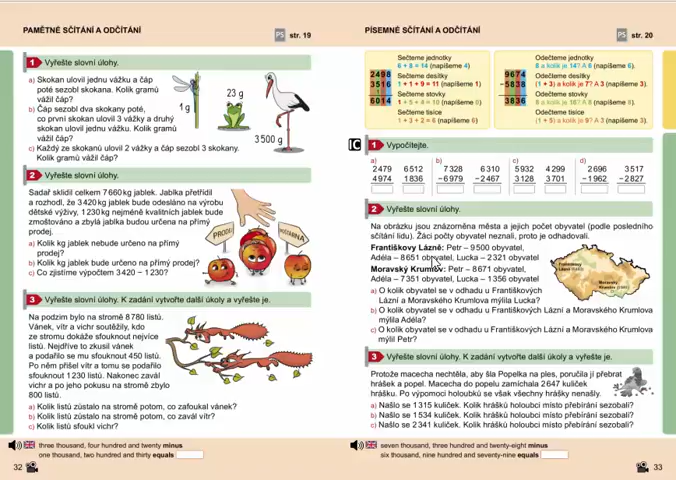 PAMĚTNÉ SČÍTÁNÍ A ODČÍTÁNÍ
PS str. 19
1 Vyřešte slovní úlohy.
a) Skokan ulovil jednu vážku a čáp
poté sezobl skokana. Kolik gramů
vážil čáp?
b) Čáp sezobl dva skokany poté,
co první skokan ulovil 3 vážky a druhý
skokan ulovil jednu vážku. Kolik gramů
vážil čáp?
c) Každý ze skokanů ulovil 2 vážky a čáp sezobl 3 skokany.
Kolik gramů vážil čáp?
1 g
23 g
3 500 g
2 Vyřešte slovní úlohy.
Sadař sklidil celkem 7 660 kg jablek. Jablka přetřídil
a rozhodl, že 3 420 kg jablek bude odesláno na výrobu
dětské výživy, 1 230 kg nejméně kvalitních jablek bude
zmoštováno a zbylá jablka budou určena na přímý
prodej.
a) Kolik kg jablek nebude určeno na přímý
prodej?
b) Kolik kg jablek bude určeno na přímý prodej?
c) Co zjistíme výpočtem 3 420 – 1 230?
PRODEJ
MOŠTÁRNA
3 Vyřešte slovní úlohy. K zadání vytvořte další úkoly a vyřešte je.
Na podzim bylo na stromě 8 780 listů.
Vánek, vítr a vichr soutěžily, kdo
ze stromu dokáže sfouknout nejvíce
listů. Nejdříve to zkusil vánek
a podařilo se mu sfouknout 450 listů.
Po něm přišel vítr a tomu se podařilo
sfouknout 1 230 listů. Nakonec zavál
vichr a po jeho pokusu na stromě zbylo
800 listů.
a) Kolik listů zůstalo na stromě potom, co zafoukal vánek?
b) Kolik listů zůstalo na stromě potom, co zavál vítr?
c) Kolik listů sfoukl vichr?
three thousand, four hundred and twenty minus
one thousand, two hundred and thirty equals
32
PÍSEMNÉ SČÍTÁNÍ A ODČÍTÁNÍ
PS str. 20
2498
3516
1
6014
Sečteme jednotky
6 + 8 = 14 (napíšeme 4)
Sečteme desítky
1 + 1 + 9 = 11 (napíšeme 1)
Sečteme stovky
1 + 5 + 4 = 10 (napíšeme 0)
Sečteme tisíce
1 + 3 + 2 = 6 (napíšeme 6)
9674
–5838
3836
Odečteme jednotky
8 a kolik je 14? A 6 (napíšeme 6).
Odečteme desítky
(1 + 3) a kolik je 7? A 3 (napíšeme 3).
Odečteme stovky
8 a kolik je 16? A 8 (napíšeme 8).
Odečteme tisíce
(1 + 5) a kolik je 9? A 3 (napíšeme 3).
1 Vypočítejte.
a) b) c) d)
2 479 6 512 7 328 6 310 5 932 4 299 2 696 3 517
4 974 1 836 – 6 979 – 2 467 3 128 3 701 – 1 962 – 2 827
2 Vyřešte slovní úlohy.
Na obrázku jsou znázorněna města a jejich počet obyvatel (podle posledního
sčítání lidu). Žáci počty obyvatel neznali, proto je odhadovali.
Františkovy Lázně: Petr – 9 500 obyvatel,
Adéla – 8 651 obyvatel, Lucka – 2 321 obyvatel
Moravský Krumlov: Petr – 8 671 obyvatel,
Adéla – 7 351 obyvatel, Lucka – 1 356 obyvatel
a) O kolik obyvatel se v odhadu u Františkových
Lázní a Moravského Krumlova mýlila Lucka?
b) O kolik obyvatel se v odhadu u Františkových Lázní a Moravského Krumlova
mýlila Adéla?
c) O kolik obyvatel se v odhadu u Františkových Lázní a Moravského Krumlova
mýlil Petr?
Františkovy
Moravský
Krumlov
3 Vyřešte slovní úlohy. K zadání vytvořte další úkoly a vyřešte je.
Protože macecha nechtěla, aby šla Popelka na ples, poručila jí přebrat
hrášek a popel. Macecha do popelu zamíchala 2 647 kuliček
hrášku. Po výpomoci holoubků se však všechny hrášky nenašly.
a) Našlo se 1 315 kuliček. Kolik hrášků holoubci místo přebírání sezobali?
b) Našlo se 1 534 kuliček. Kolik hrášků holoubci místo přebírání sezobali?
c) Našlo se 2 341 kuliček. Kolik hrášků holoubci místo přebírání sezobali?
seven thousand, three hundred and twenty-eight minus
six thousand, nine hundred and seventy-nine equals
33